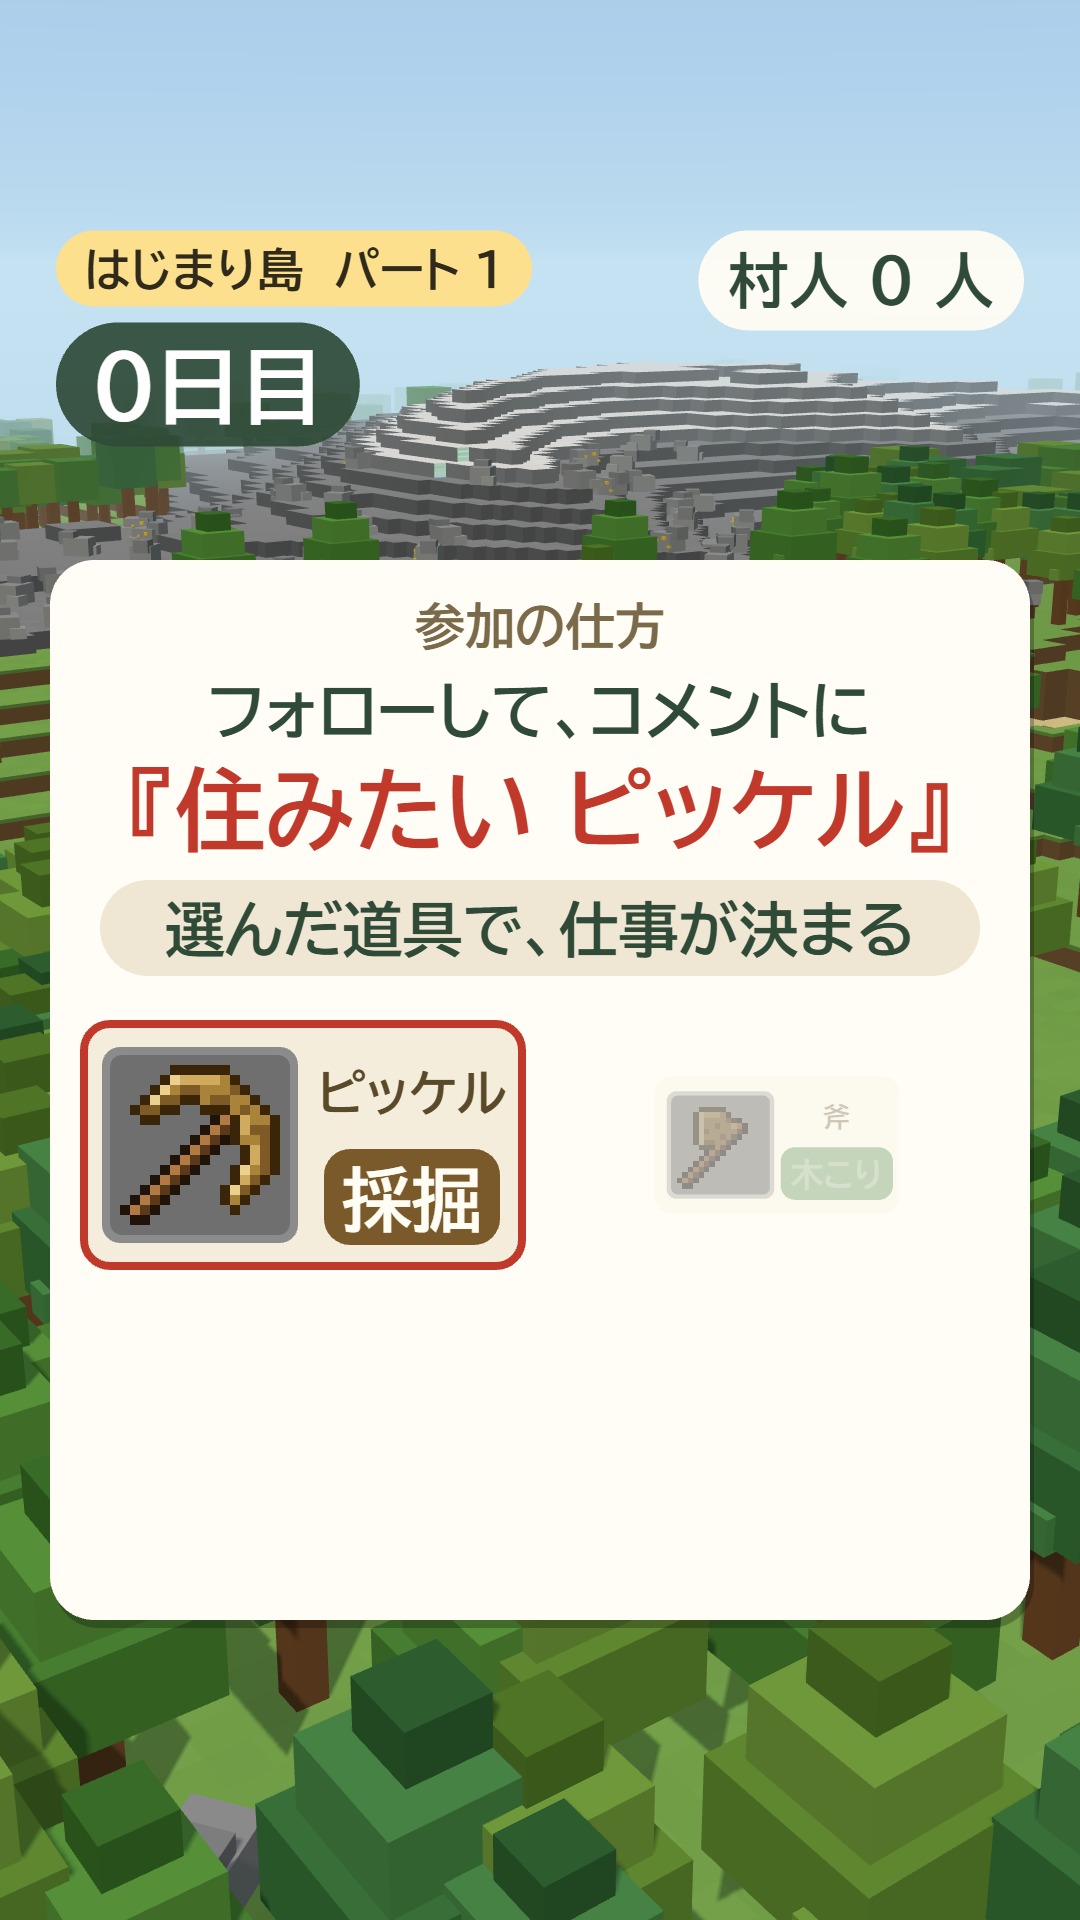 はじまり島 パート 1
村人 0 人
0日目
参加の仕方
フォローして、コメントに
『住みたい ピッケル』
選んだ道具で、仕事が決まる
ピッケル
採掘
斧
木こり